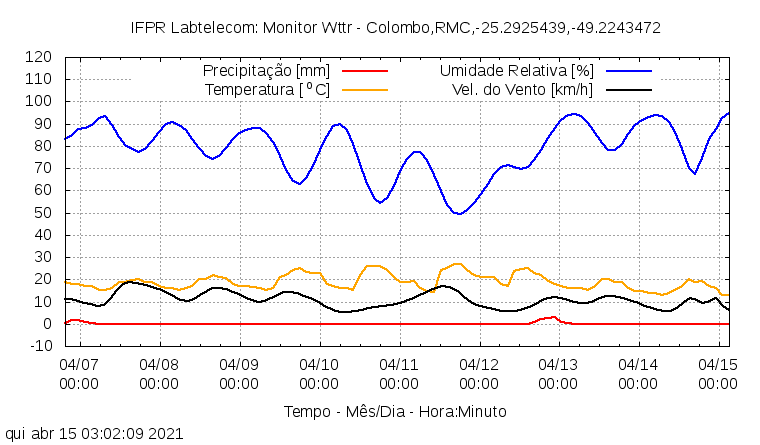 IFPR Labtelecom: Monitor Wttr - Colombo,RMC,-25.2925439,-49.2243472
Precipitação [mm]
Temperatura [ ⁰C]
Umidade Relativa [%]
Vel. do Vento [km/h]
120
110
100
90
80
70
60
50
40
30
20
10
0
-10
04/07 04/08 04/09 04/10 04/11 04/12 04/13 04/14 04/15
00:00 00:00 00:00 00:00 00:00 00:00 00:00 00:00 00:00
Tempo - Mês/Dia - Hora:Minuto
qui abr 15 03:02:09 2021